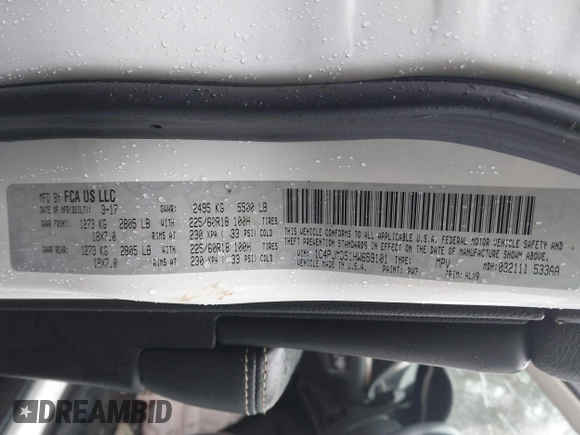 MFD BY FCA US LLC
DATE OF MFR(BUILT): 3-17 GVWR: 2495 KG 5500 LB
GAWR FRONT: 1273 KG 2805 LB WITH 225/60R18 100H TIRES
18X7.0 RIMS AT 230 KPA ( 33 PSI) COLD
GAWR REAR: 1273 KG 2805 LB WITH 225/60R18 100H TIRES
18X7.0 RIMS AT 230 KPA ( 33 PSI) COLD
THIS VEHICLE CONFORMS TO ALL APPLICABLE U.S.A. FEDERAL MOTOR VEHICLE SAFETY AND
THEFT PREVENTION STANDARDS IN EFFECT ON THE DATE OF MANUFACTURE SHOWN ABOVE.
VIN: TYPE: MPV
VEHICLE MADE IN U.S.A. PAINT: PW7 TRIM: MDH: 032111 533AA
DREAMBID